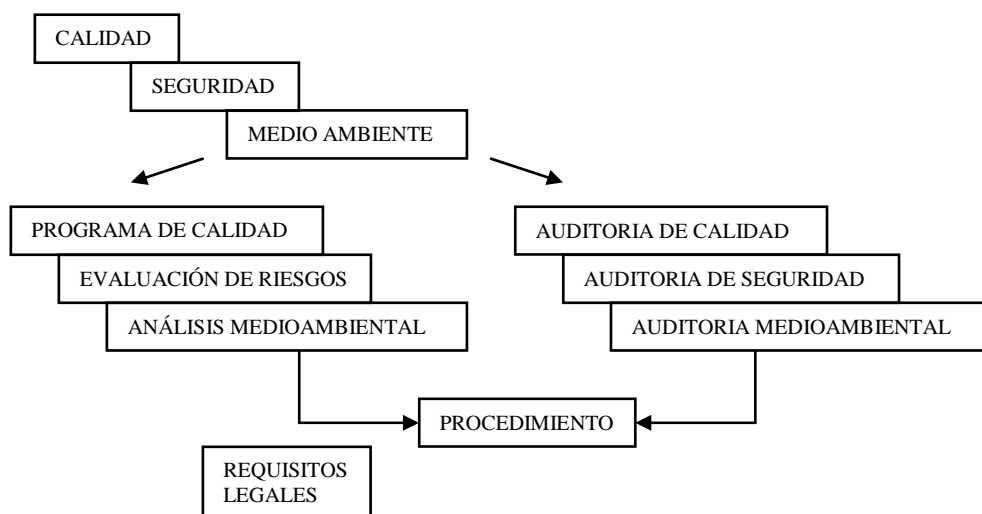 CALIDAD
SEGURIDAD
MEDIO AMBIENTE
PROGRAMA DE CALIDAD
EVALUACIÓN DE RIESGOS
ANÁLISIS MEDIOAMBIENTAL
AUDITORIA DE CALIDAD
AUDITORIA DE SEGURIDAD
AUDITORIA MEDIOAMBIENTAL
PROCEDIMIENTO
REQUISITOS
LEGALES